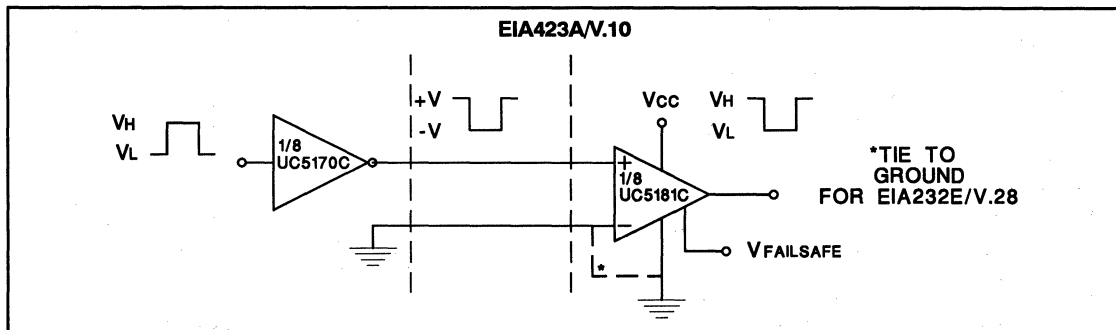 EIA423A/V.10
VH
VL
1/8
UC5170C
+V
-V
+
1/8
UC5181C
-
VCC
VH
VL
*TIE TO
GROUND
FOR EIA232E/V.28
VFAILSAFE
*